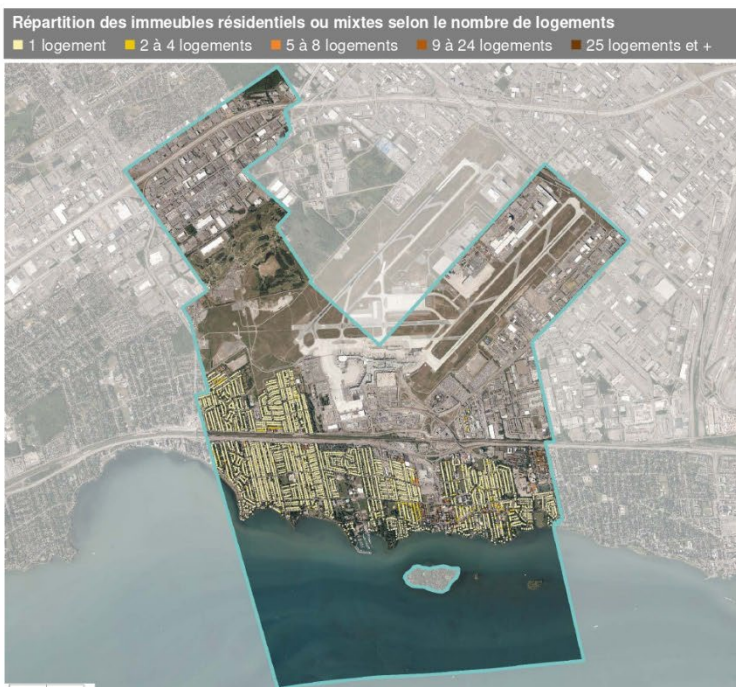 Répartition des immeubles résidentiels ou mixtes selon le nombre de logements
1 logement 2 à 4 logements 5 à 8 logements 9 à 24 logements 25 logements et +